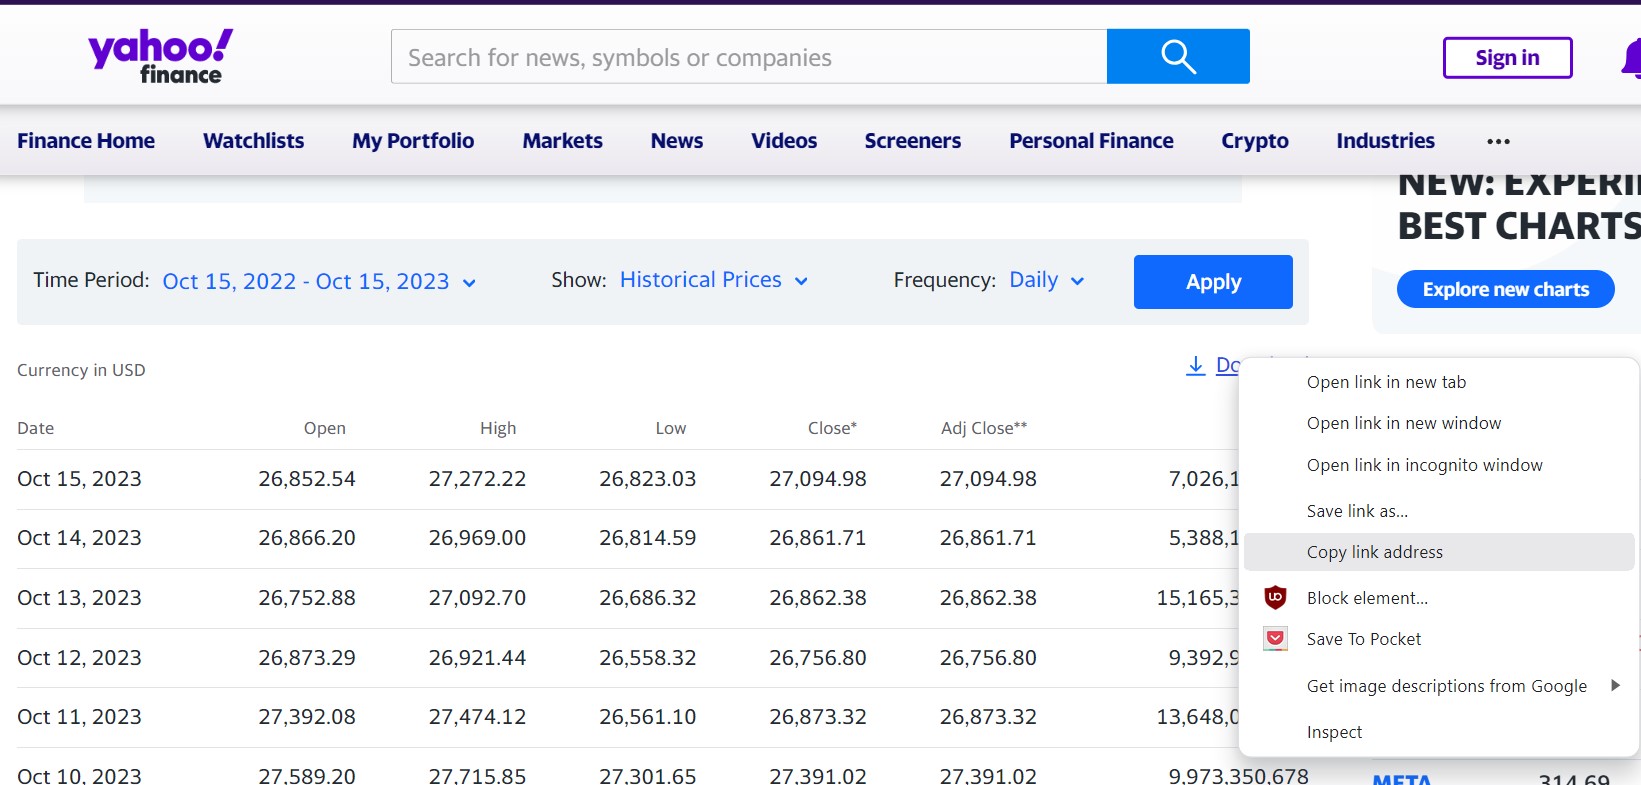 yahoo!
finance
Search for news, symbols or companies
Sign in
Finance Home Watchlists My Portfolio Markets News Videos Screeners Personal Finance Crypto Industries •••
BEST CHARTS
Explore new charts
Time Period: Oct 15, 2022 - Oct 15, 2023 Show: Historical Prices Frequency: Daily Apply
Currency in USD
Date Open High Low Close* Adj Close**
Oct 15, 2023 26,852.54 27,272.22 26,823.03 27,094.98 27,094.98 7,026,1
Oct 14, 2023 26,866.20 26,969.00 26,814.59 26,861.71 26,861.71 5,388,1
Oct 13, 2023 26,752.88 27,092.70 26,686.32 26,862.38 26,862.38 15,165,3
Oct 12, 2023 26,873.29 26,921.44 26,558.32 26,756.80 26,756.80 9,392,9
Oct 11, 2023 27,392.08 27,474.12 26,561.10 26,873.32 26,873.32 13,648,0
Oct 10, 2023 27,589.20 27,715.85 27,301.65 27,391.02 27,391.02 9,973,350,678
Open link in new tab
Open link in new window
Open link in incognito window
Save link as...
Copy link address
Block element...
Save To Pocket
Get image descriptions from Google
Inspect
META 314.69